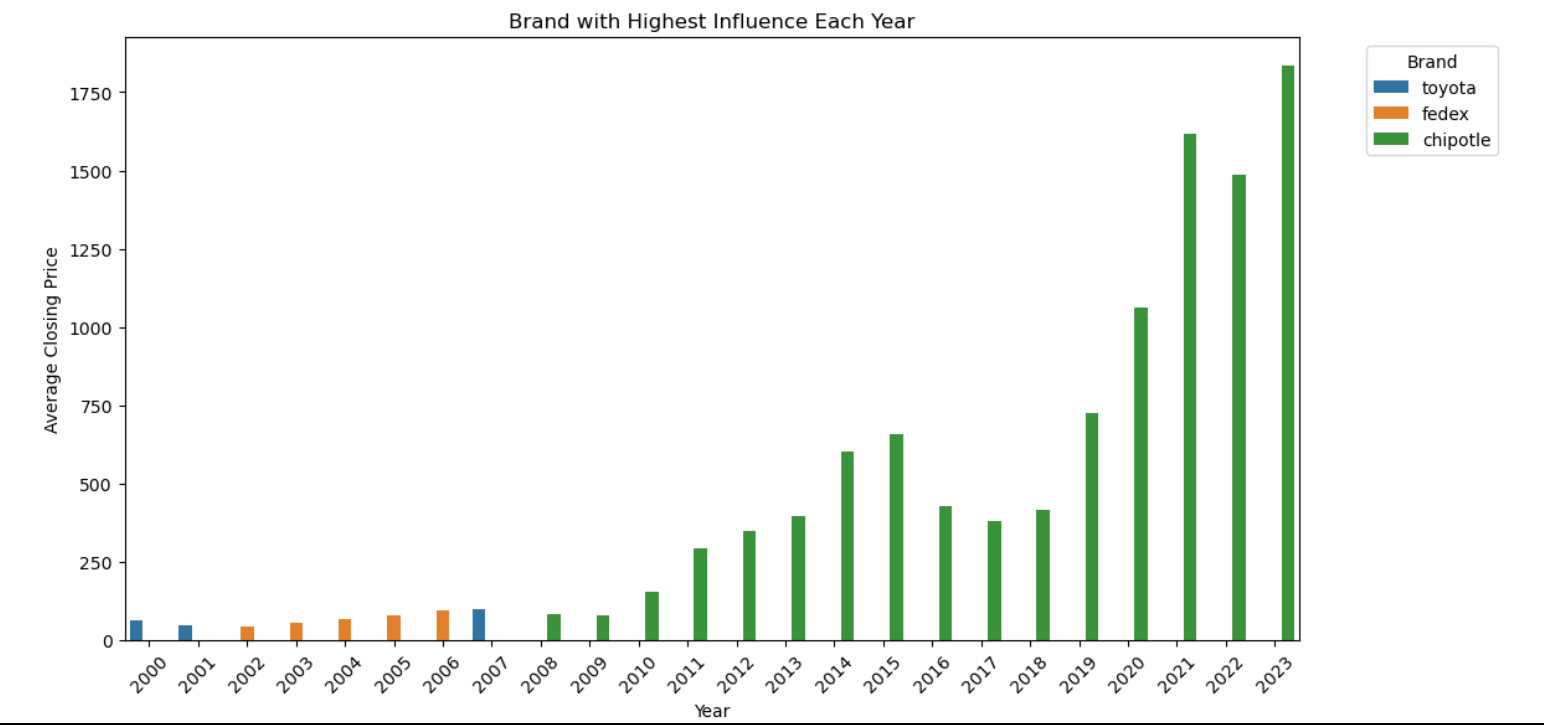 Brand with Highest Influence Each Year
Brand
toyota
fedex
chipotle
Average Closing Price
1750
1500
1250
1000
750
500
250
0
2000 2001 2002 2003 2004 2005 2006 2007 2008 2009 2010 2011 2012 2013 2014 2015 2016 2017 2018 2019 2020 2021 2022 2023
Year